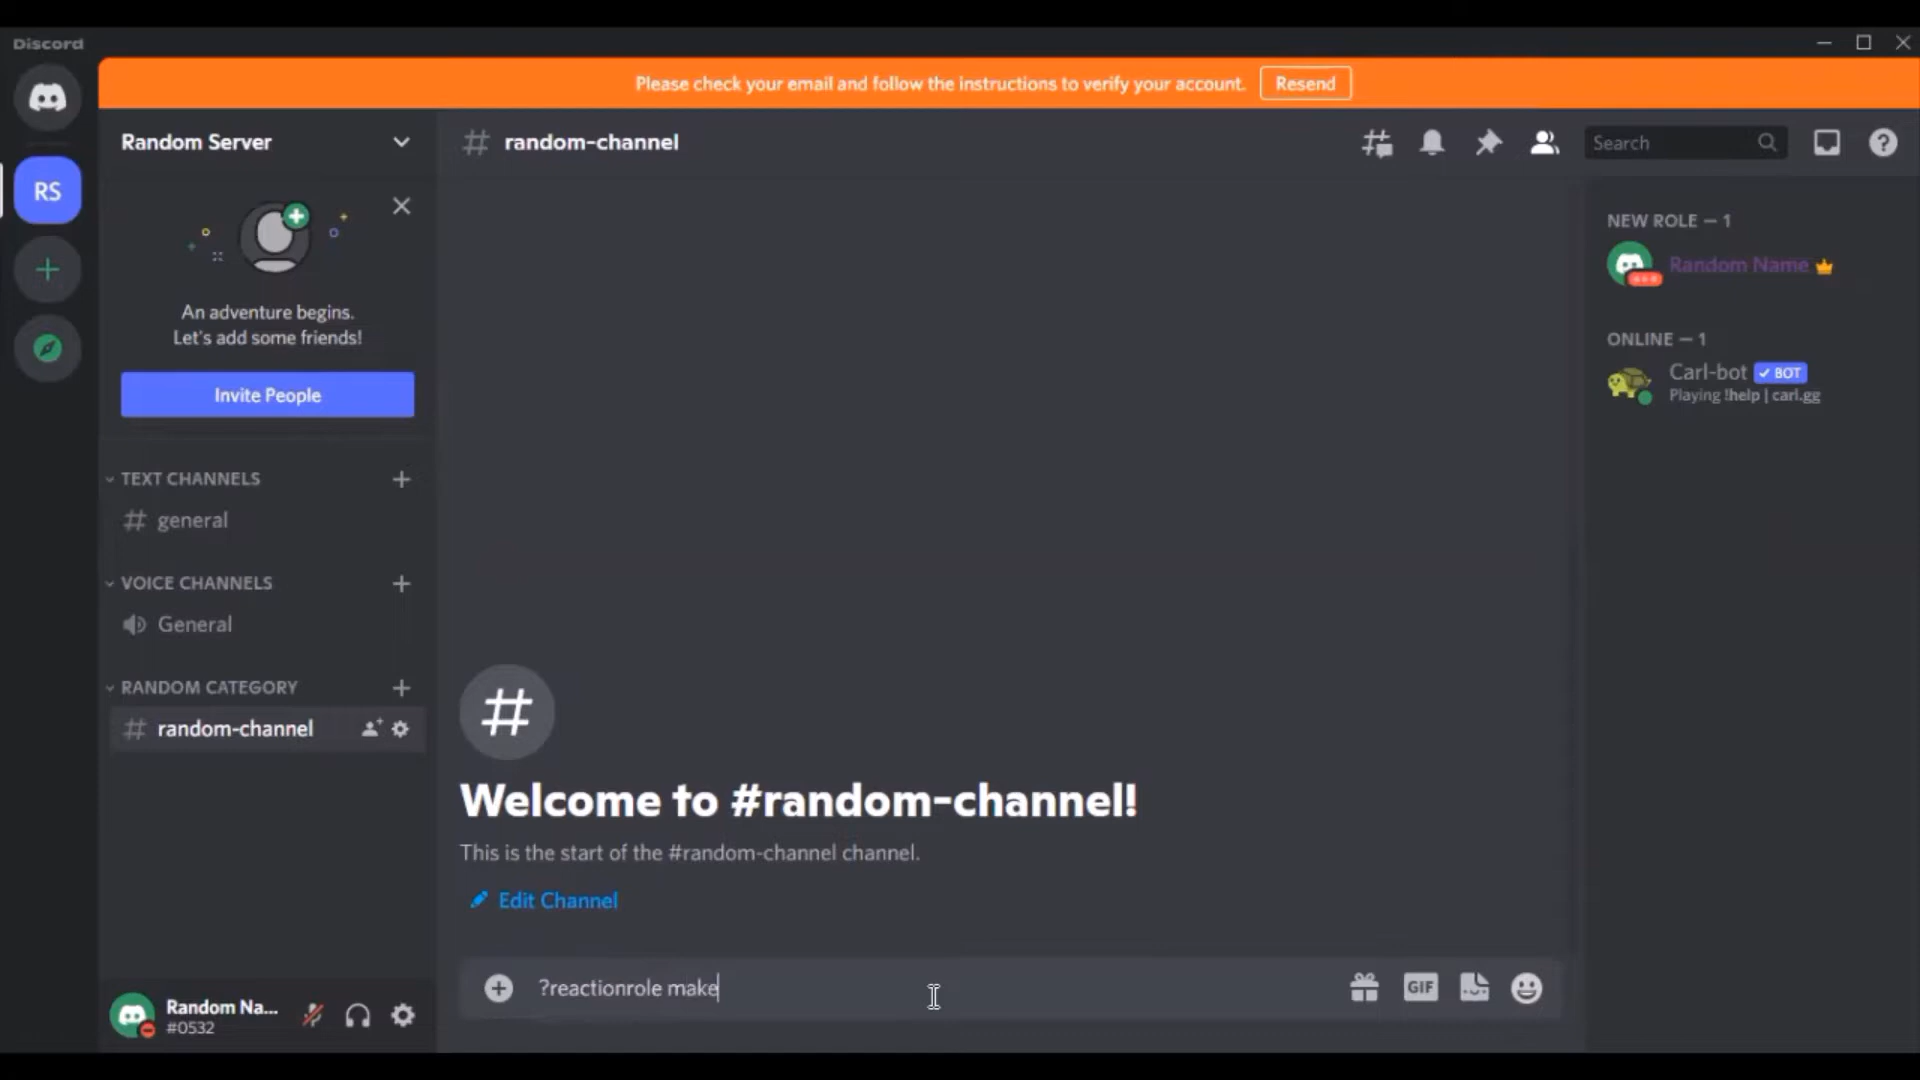 Discord
Please check your email and follow the instructions to verify your account. Resend
Random Server
random-channel
Search
RS
An adventure begins.
Let's add some friends!
Invite People
TEXT CHANNELS
general
VOICE CHANNELS
General
RANDOM CATEGORY
random-channel
Random Na...
#0532
Welcome to #random-channel!
This is the start of the #random-channel channel.
Edit Channel
?reactionrole make
GIF
NEW ROLE — 1
Random Name
ONLINE — 1
Carl-bot ✓ BOT
Playing !help | carl.gg